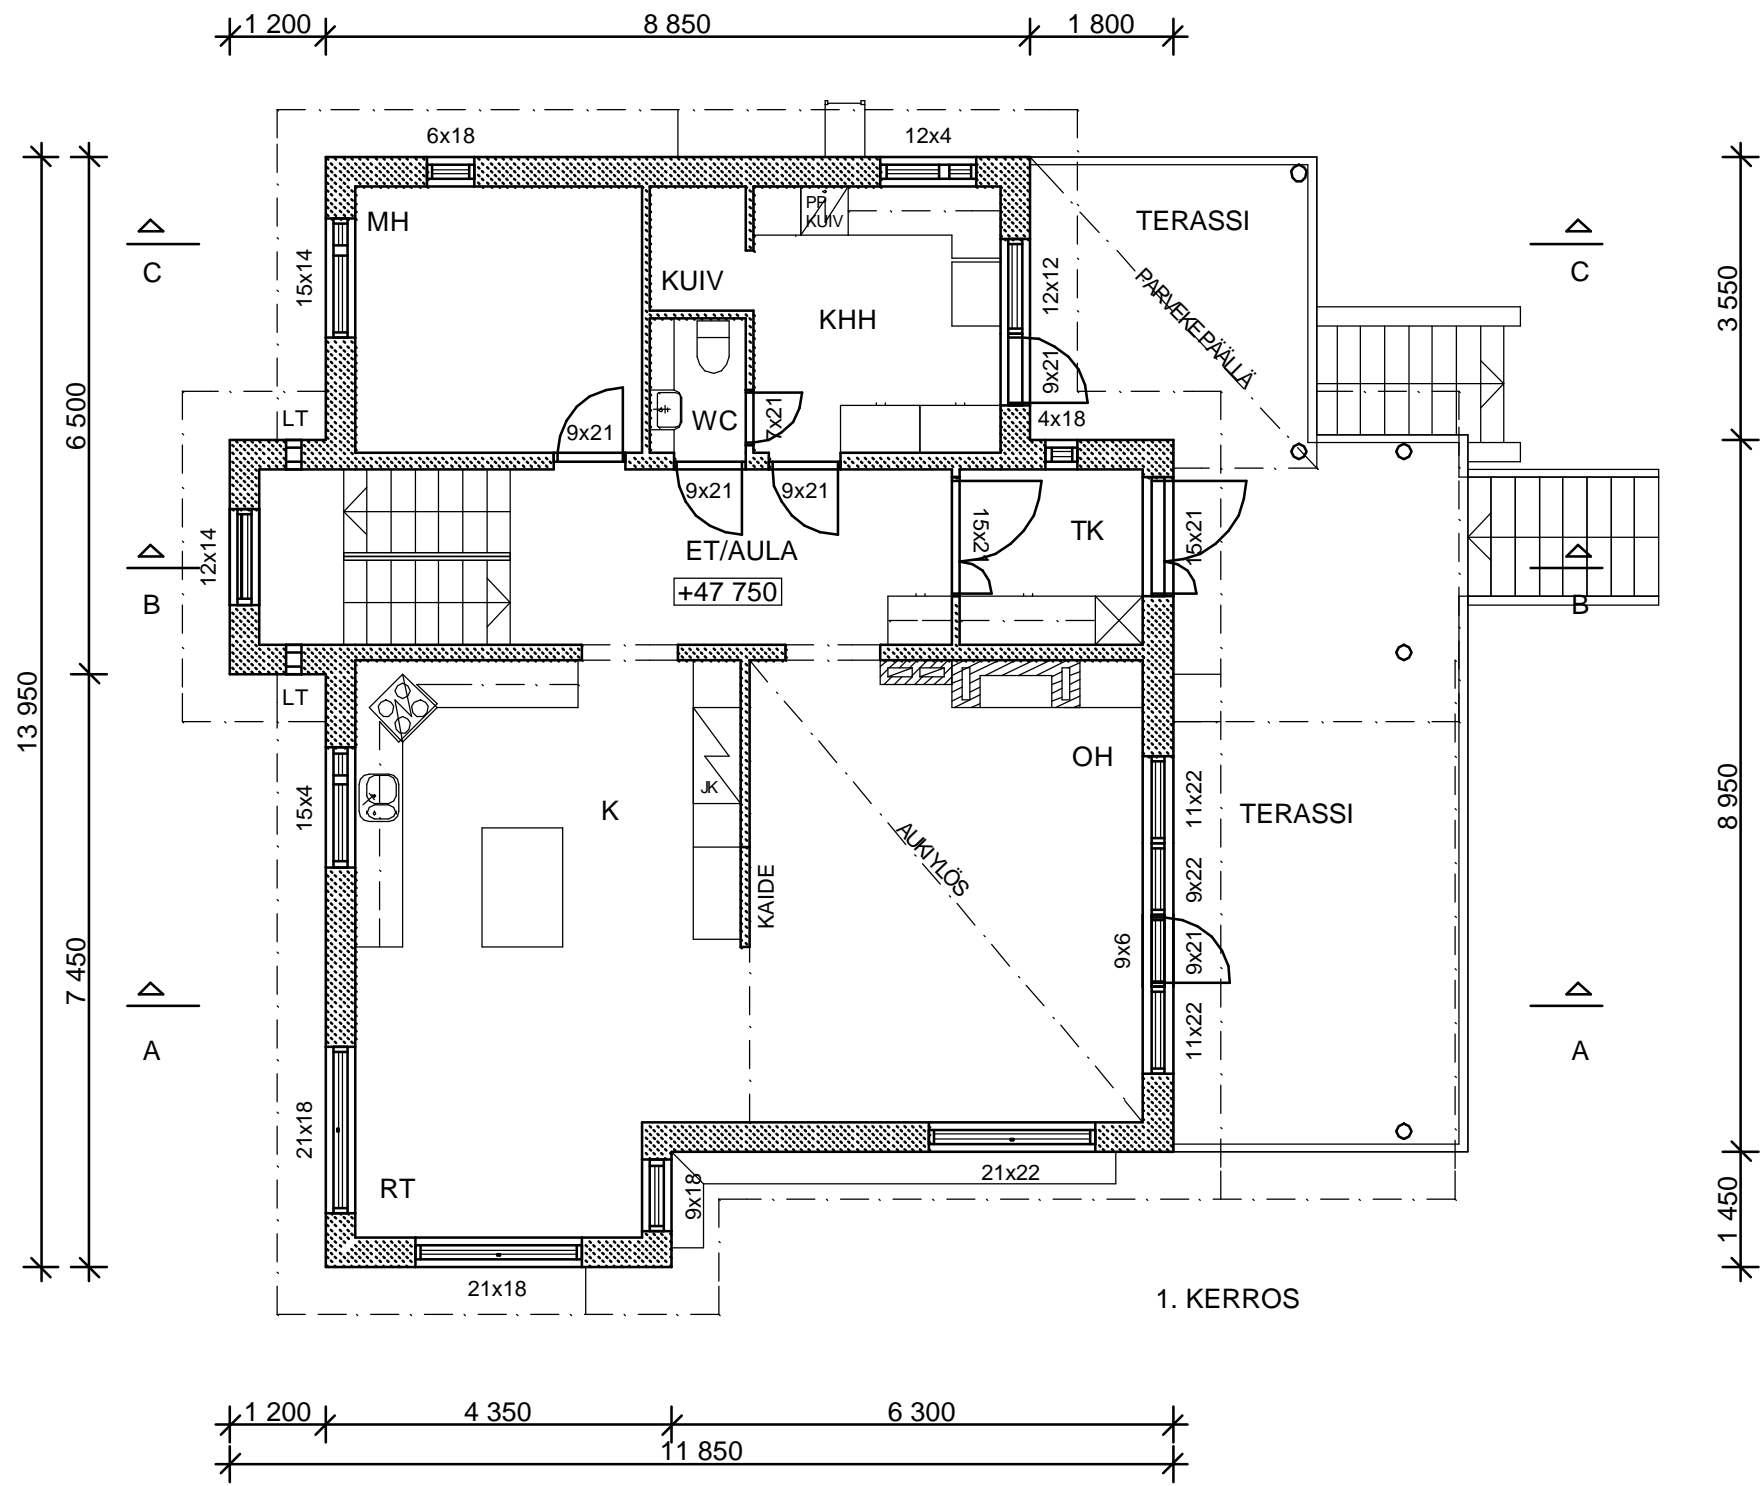 1 200
8 850
1 800
6x18
12x4
MH
PP
KUIV
TERASSI
C
C
15x14
KUIV
KHH
12x12
PARVEKE PÄÄLLÄ
3 550
9x21
6 500
LT
9x21
WC
7x21
4x18
9x21
9x21
15x21
TK
15x21
12x14
ET/AULA
+47 750
B
B
LT
13 950
OH
JK
K
15x4
11x22
TERASSI
8 950
AUKI YLÖS
KAIDE
9x22
9x6
9x21
7 450
A
11x22
A
21x18
RT
9x18
21x22
1 450
21x18
1. KERROS
1 200
4 350
6 300
11 850